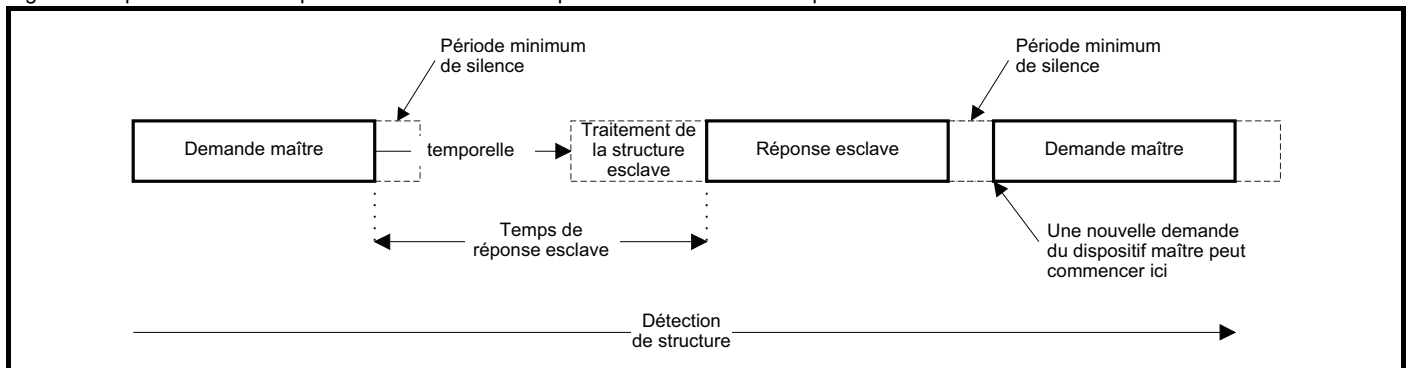 Période minimum
de silence
Période minimum
de silence
Demande maître
temporelle
Traitement de
la structure
esclave
Réponse esclave
Demande maître
Temps de
réponse esclave
Une nouvelle demande
du dispositif maître peut
commencer ici
Détection
de structure